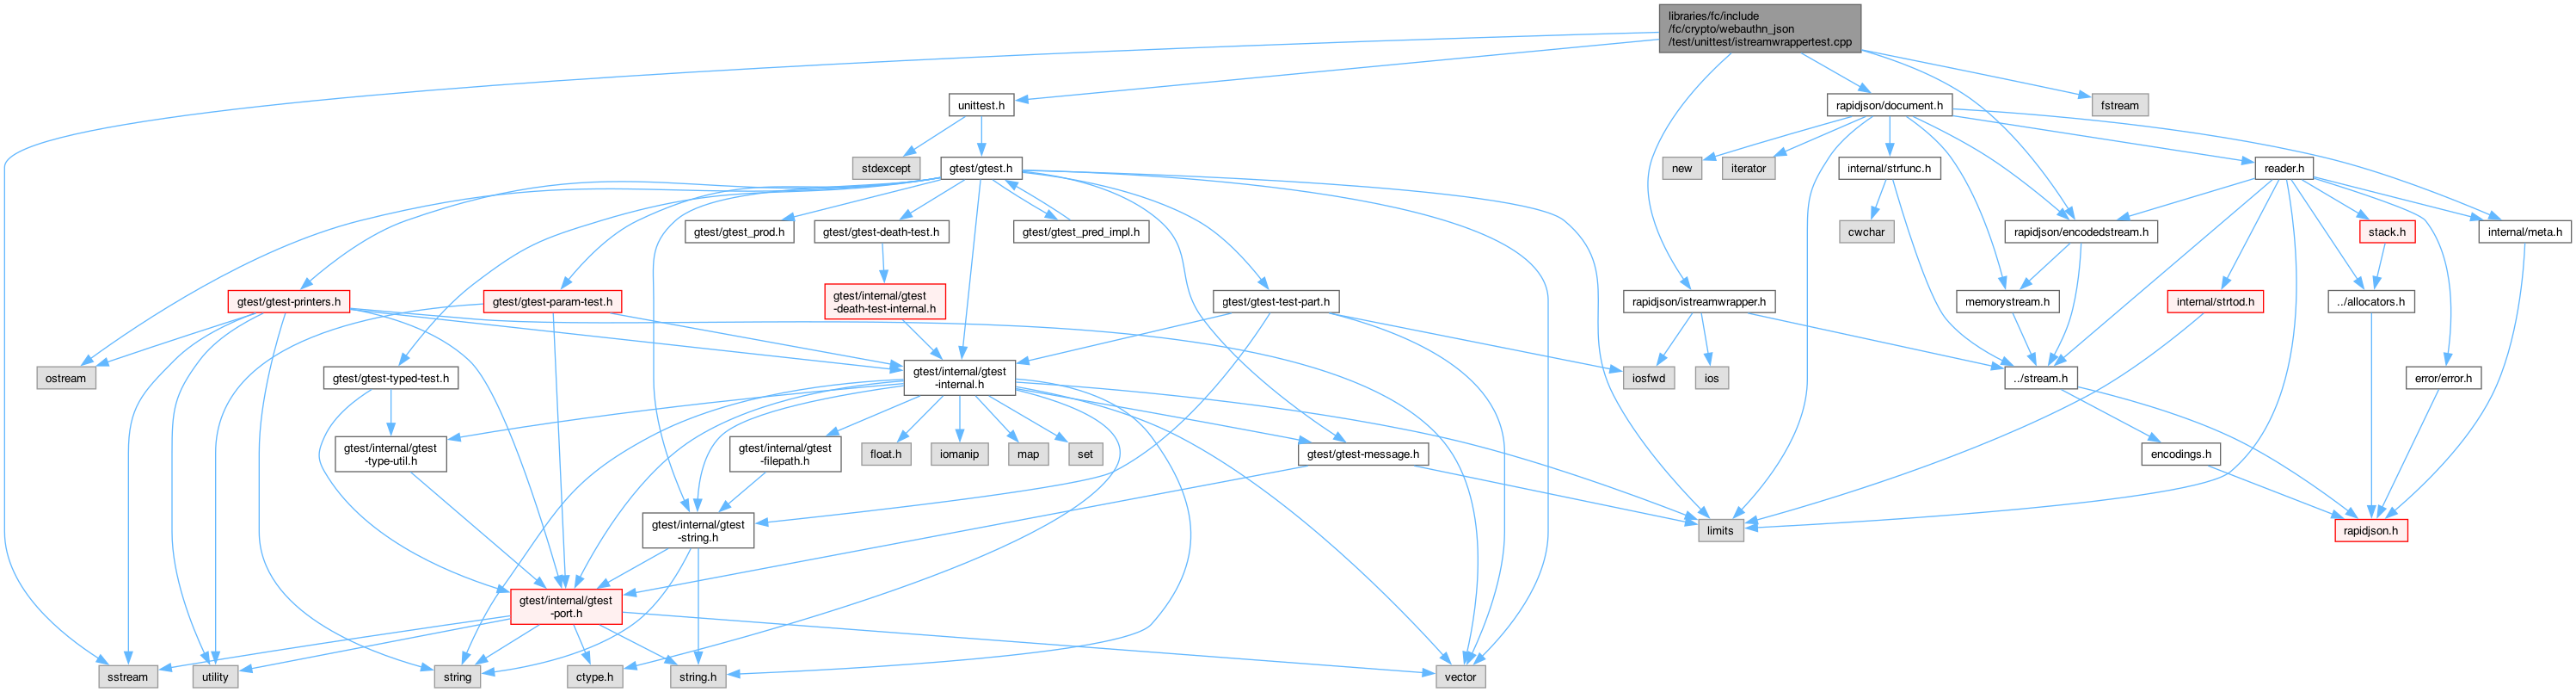 libraries/fc/include
/fc/crypto/webauthn_json
/test/unittest/istreamwrappertest.cpp
unittest.h
rapidjson/document.h
fstream
stdexcept
gtest/gtest.h
new
iterator
internal/strfunc.h
reader.h
gtest/gtest_prod.h
gtest/gtest-death-test.h
gtest/gtest_pred_impl.h
cwchar
rapidjson/encodedstream.h
stack.h
internal/meta.h
gtest/gtest-printers.h
gtest/gtest-param-test.h
gtest/internal/gtest
-death-test-internal.h
gtest/gtest-test-part.h
rapidjson/istreamwrapper.h
memorystream.h
internal/strtod.h
../allocators.h
ostream
gtest/gtest-typed-test.h
gtest/internal/gtest
-internal.h
iosfwd
ios
../stream.h
error/error.h
gtest/internal/gtest
-type-util.h
gtest/internal/gtest
-filepath.h
float.h
iomanip
map
set
gtest/gtest-message.h
encodings.h
gtest/internal/gtest
-string.h
limits
rapidjson.h
gtest/internal/gtest
-port.h
sstream
utility
string
ctype.h
string.h
vector